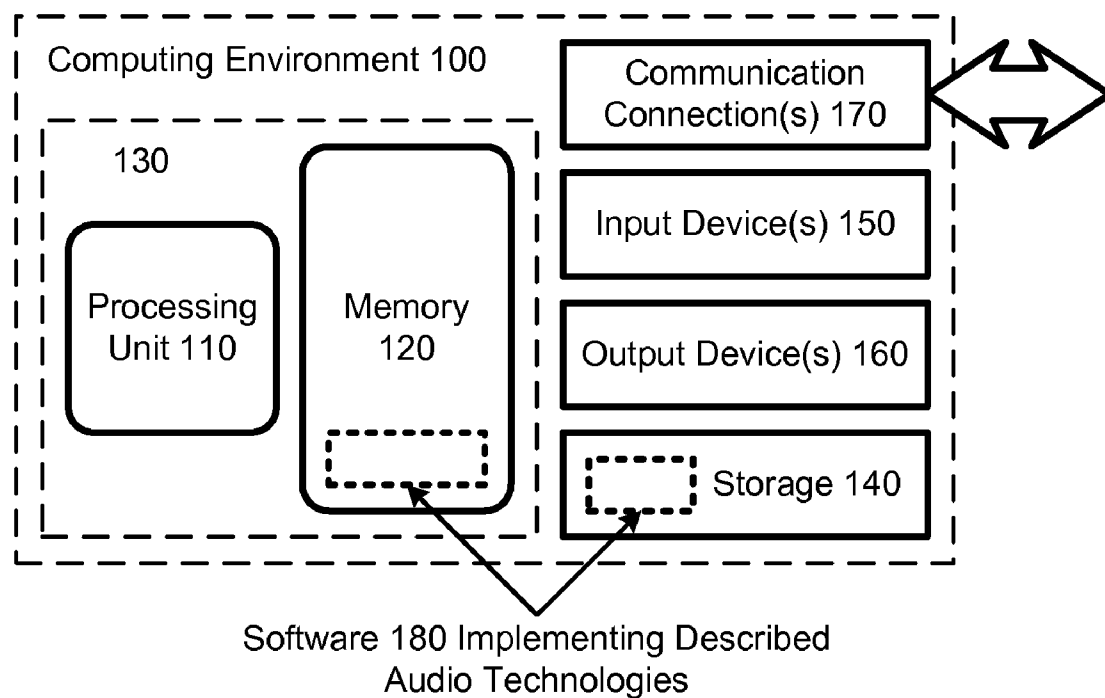 Computing Environment 100
130
Processing
Unit 110
Memory
120
Communication
Connection(s) 170
Input Device(s) 150
Output Device(s) 160
Storage 140
Software 180 Implementing Described
Audio Technologies